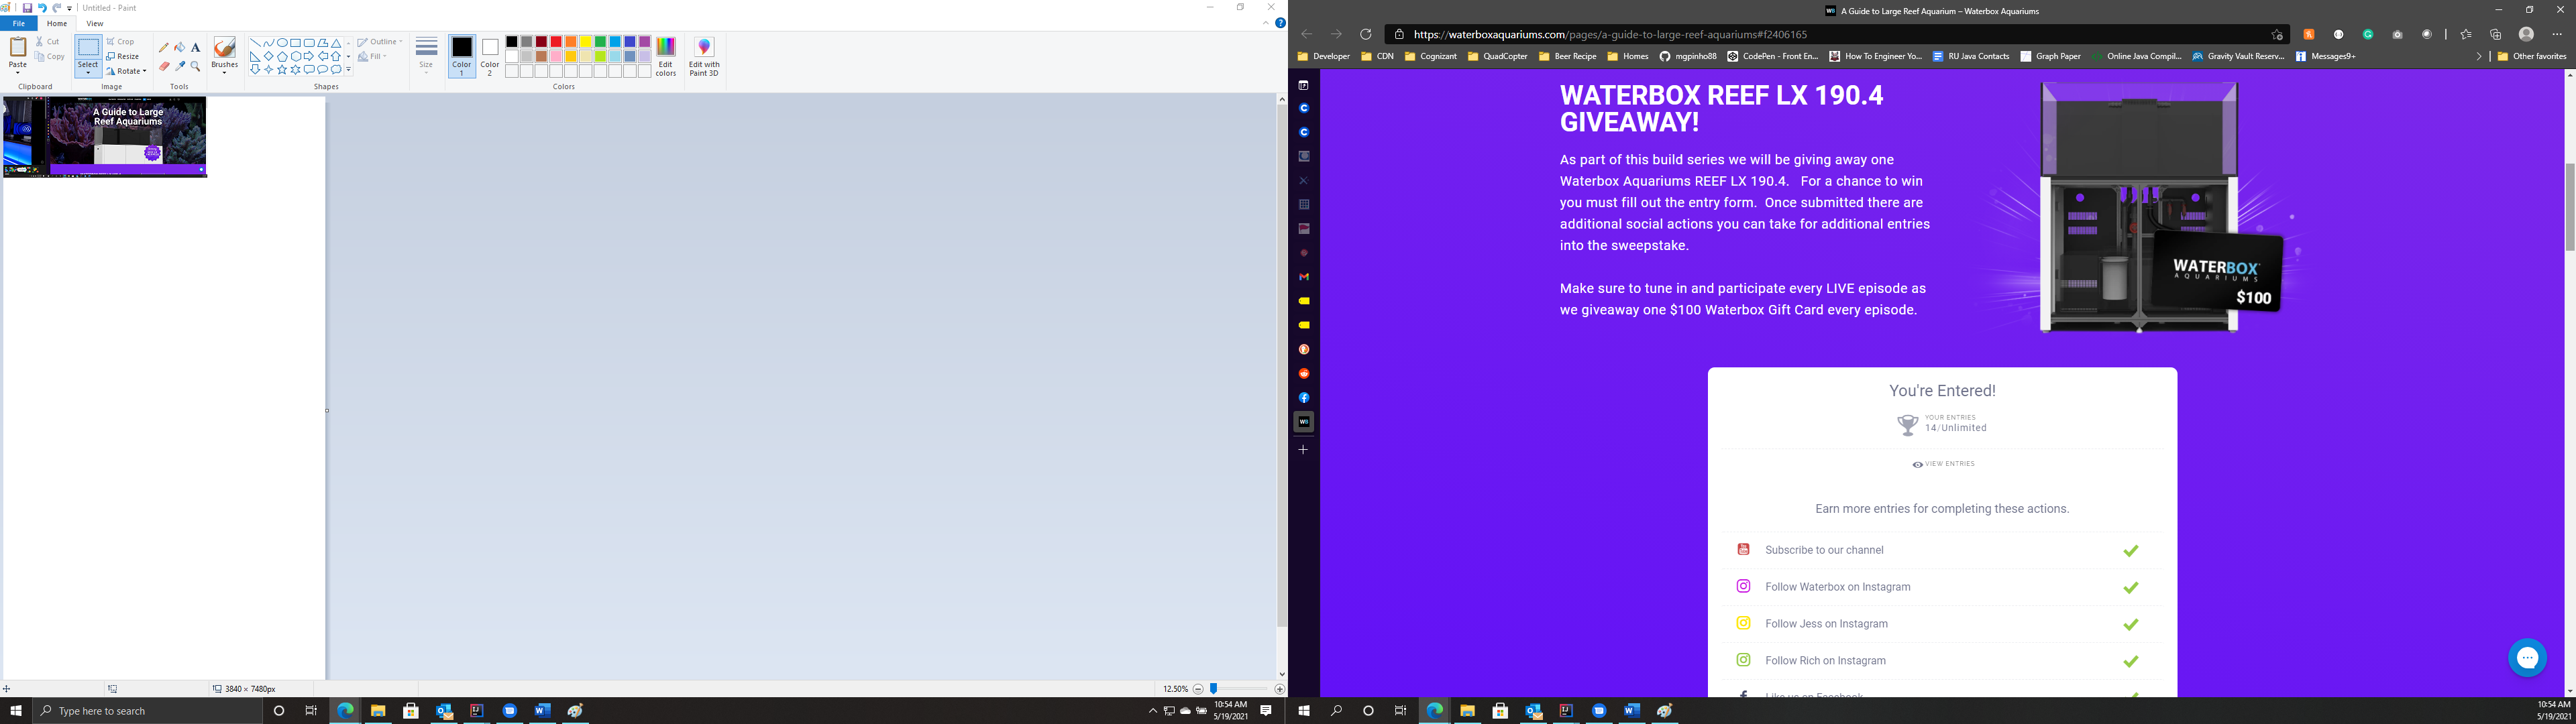 Untitled - Paint
File
Home
View
Paste
Cut
Copy
Clipboard
Select
Crop
Resize
Rotate
Image
Tools
Brushes
Shapes
Outline
Fill
Size
Color 1
Color 2
Colors
Edit colors
Edit with Paint 3D
A Guide to Large
Reef Aquariums
3840 × 7480px
12.50%
Type here to search
10:54 AM
5/19/2021
A Guide to Large Reef Aquarium – Waterbox Aquariums
https://waterboxaquariums.com/pages/a-guide-to-large-reef-aquariums#f2406165
Developer
CDN
Cognizant
QuadCopter
Beer Recipe
Homes
mgpinho88
CodePen - Front En...
How To Engineer Yo...
RU Java Contacts
Graph Paper
Online Java Compil...
Gravity Vault Reserv...
Messages9+
Other favorites
WATERBOX REEF LX 190.4
GIVEAWAY!
As part of this build series we will be giving away one
Waterbox Aquariums REEF LX 190.4. For a chance to win
you must fill out the entry form. Once submitted there are
additional social actions you can take for additional entries
into the sweepstake.
Make sure to tune in and participate every LIVE episode as
we giveaway one $100 Waterbox Gift Card every episode.
WATERBOX
AQUARIUMS
$100
You're Entered!
YOUR ENTRIES
14/Unlimited
VIEW ENTRIES
Earn more entries for completing these actions.
Subscribe to our channel
Follow Waterbox on Instagram
Follow Jess on Instagram
Follow Rich on Instagram
Like us on Facebook
10:54 AM
5/19/2021